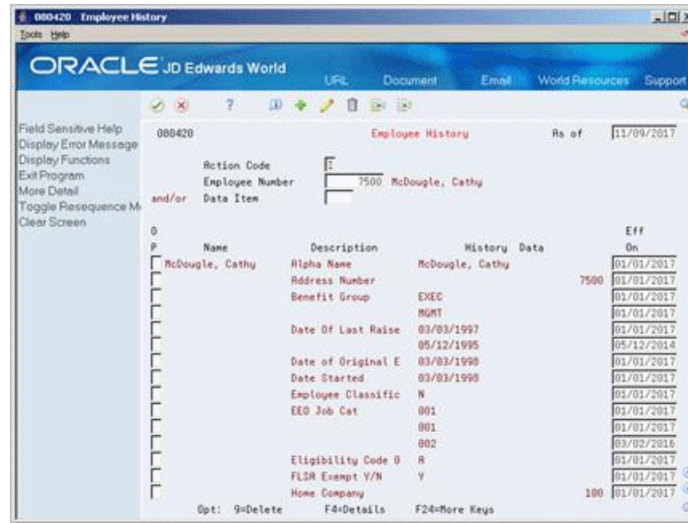 080420 Employee History
Tools Help
ORACLE JD Edwards World
URL Document Email World Resources Support
Field Sensitive Help
Display Error Message
Display Functions
Exit Program
More Detail
Toggle Resequence M
Clear Screen
080420 Employee History As of 11/09/2017
Action Code I
Employee Number 7500 McDougle, Cathy
and/or Data Item
O Eff
P Name Description History Data On
McDougle, Cathy Alpha Name McDougle, Cathy 01/01/2017
Address Number 7500 01/01/2017
Benefit Group EXEC 01/01/2017
MGMT 01/01/2017
Date Of Last Raise 03/03/1997 01/01/2017
05/12/1995 05/12/2014
Date of Original E 03/03/1990 01/01/2017
Date Started 03/03/1990 01/01/2017
Employee Classific N 01/01/2017
EEO Job Cat 001 01/01/2017
001 01/01/2017
002 03/02/2016
Eligibility Code 0 A 01/01/2017
FLSA Exempt Y/N Y 01/01/2017
Home Company 100 01/01/2017
Opt: 9=Delete F4=Details F24=More Keys